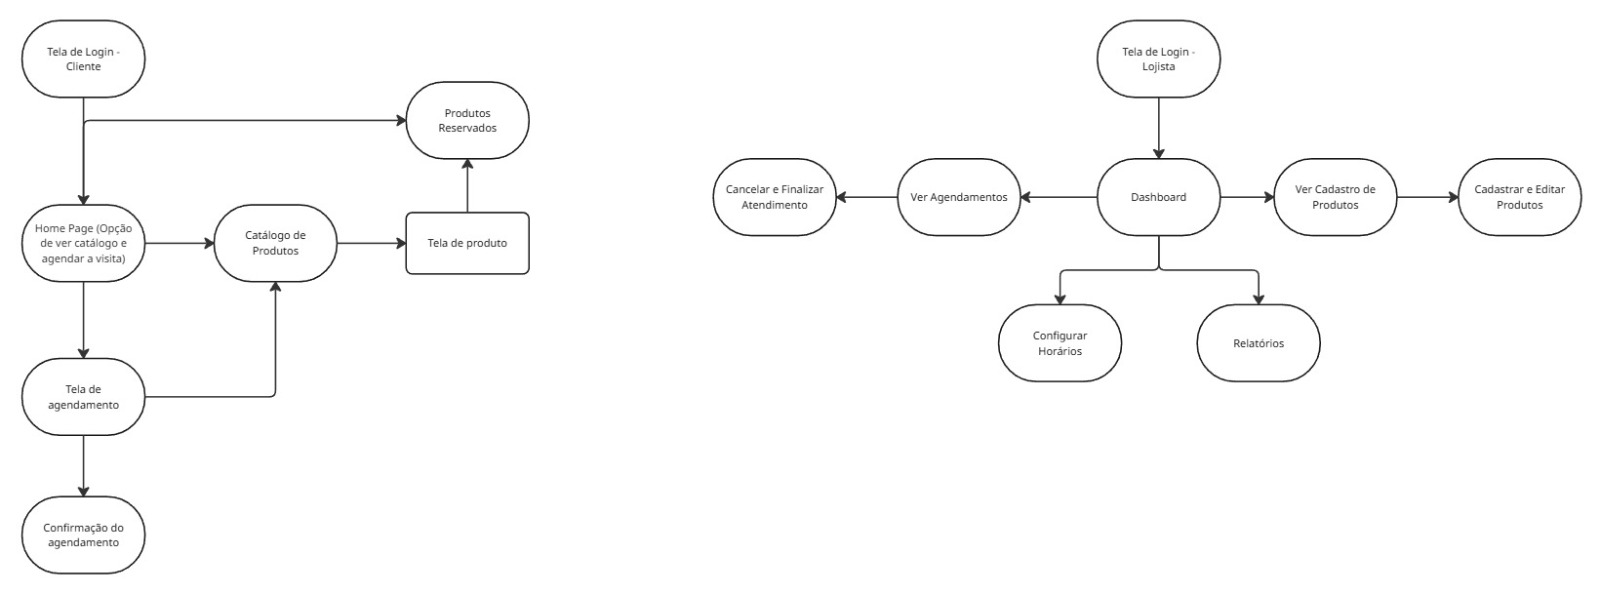 Tela de Login -
Cliente
Produtos
Reservados
Home Page (Opção
de ver catálogo e
agendar a visita)
Catálogo de
Produtos
Tela de produto
Tela de
agendamento
Confirmação do
agendamento
Tela de Login -
Lojista
Cancelar e Finalizar
Atendimento
Ver Agendamentos
Dashboard
Ver Cadastro de
Produtos
Cadastrar e Editar
Produtos
Configurar
Horários
Relatórios